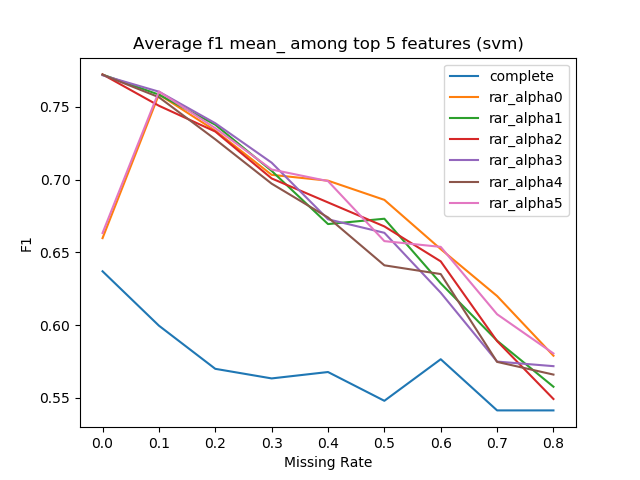 Average f1 mean_ among top 5 features (svm)
complete
rar_alpha0
rar_alpha1
rar_alpha2
rar_alpha3
rar_alpha4
rar_alpha5
F1
0.75
0.70
0.65
0.60
0.55
0.0 0.1 0.2 0.3 0.4 0.5 0.6 0.7 0.8
Missing Rate